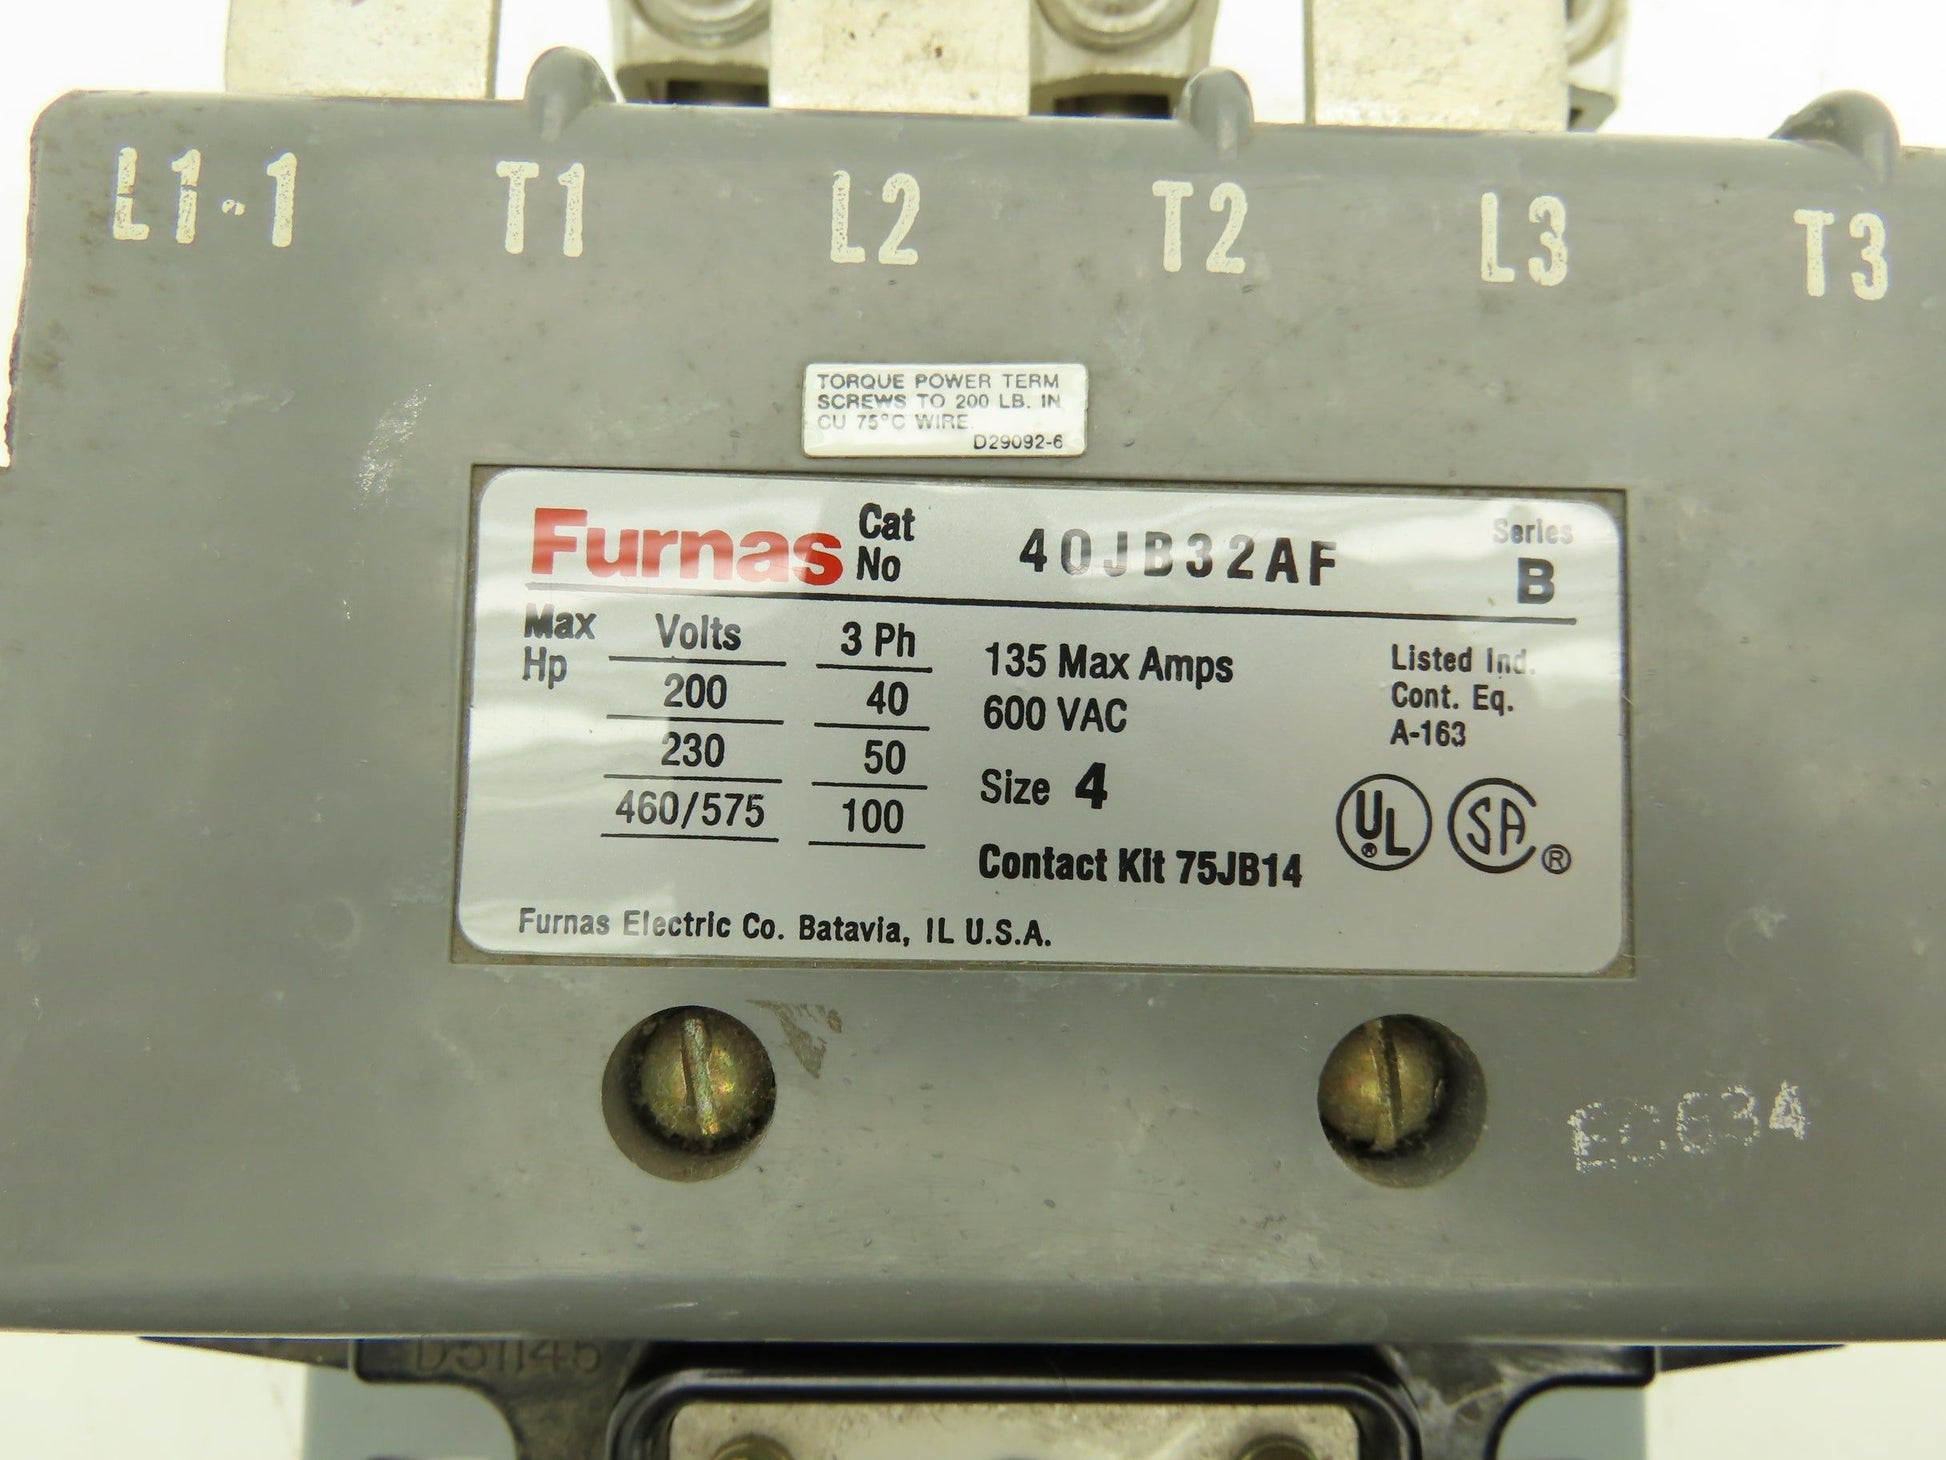 L1-1 T1 L2 T2 L3 T3
TORQUE POWER TERM
SCREWS TO 200 LB. IN
CU 75°C WIRE.
D29092-6
Furnas Cat No 40JB32AF Series B
Max Hp Volts 3 Ph
200 40
230 50
460/575 100
135 Max Amps
600 VAC
Size 4
Contact Kit 75JB14
Listed Ind.
Cont. Eq.
A-163
UL SA ®
Furnas Electric Co. Batavia, IL U.S.A.
D51145